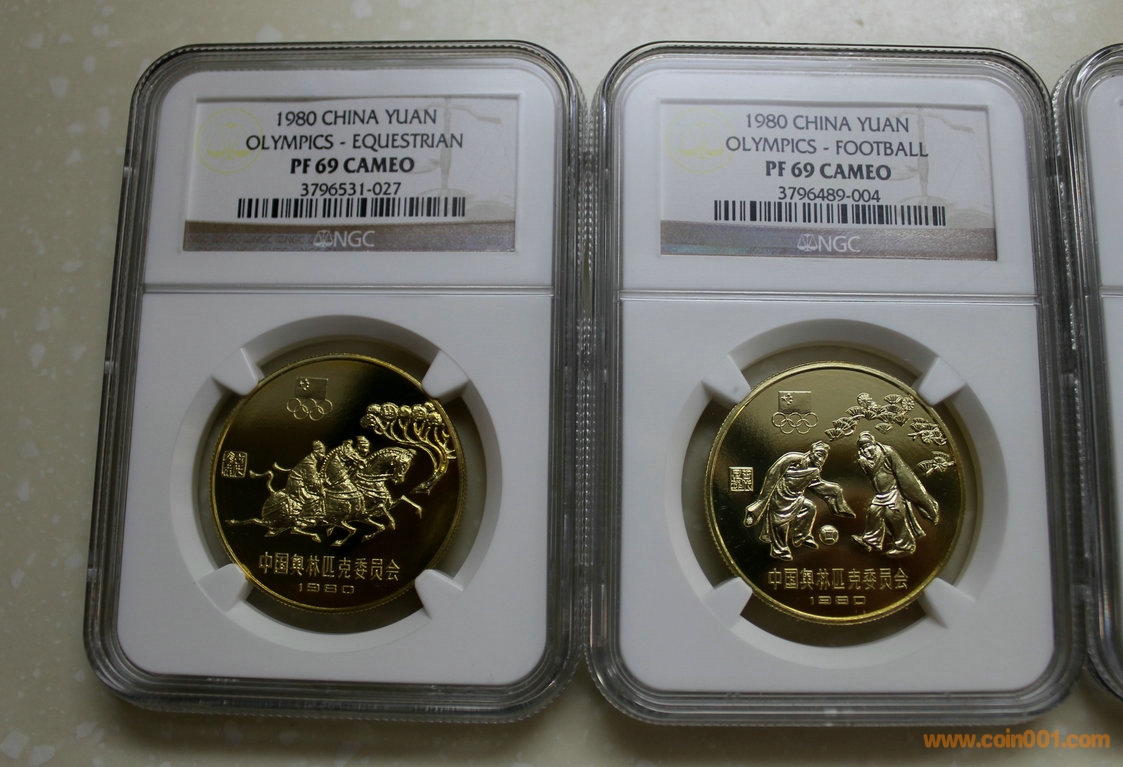 1980 CHINA YUAN
OLYMPICS - EQUESTRIAN
PF 69 CAMEO
3796531-027
NGC
中国奥林匹克委员会
1980
1980 CHINA YUAN
OLYMPICS - FOOTBALL
PF 69 CAMEO
3796489-004
NGC
中国奥林匹克委员会
1980
www.coin001.com